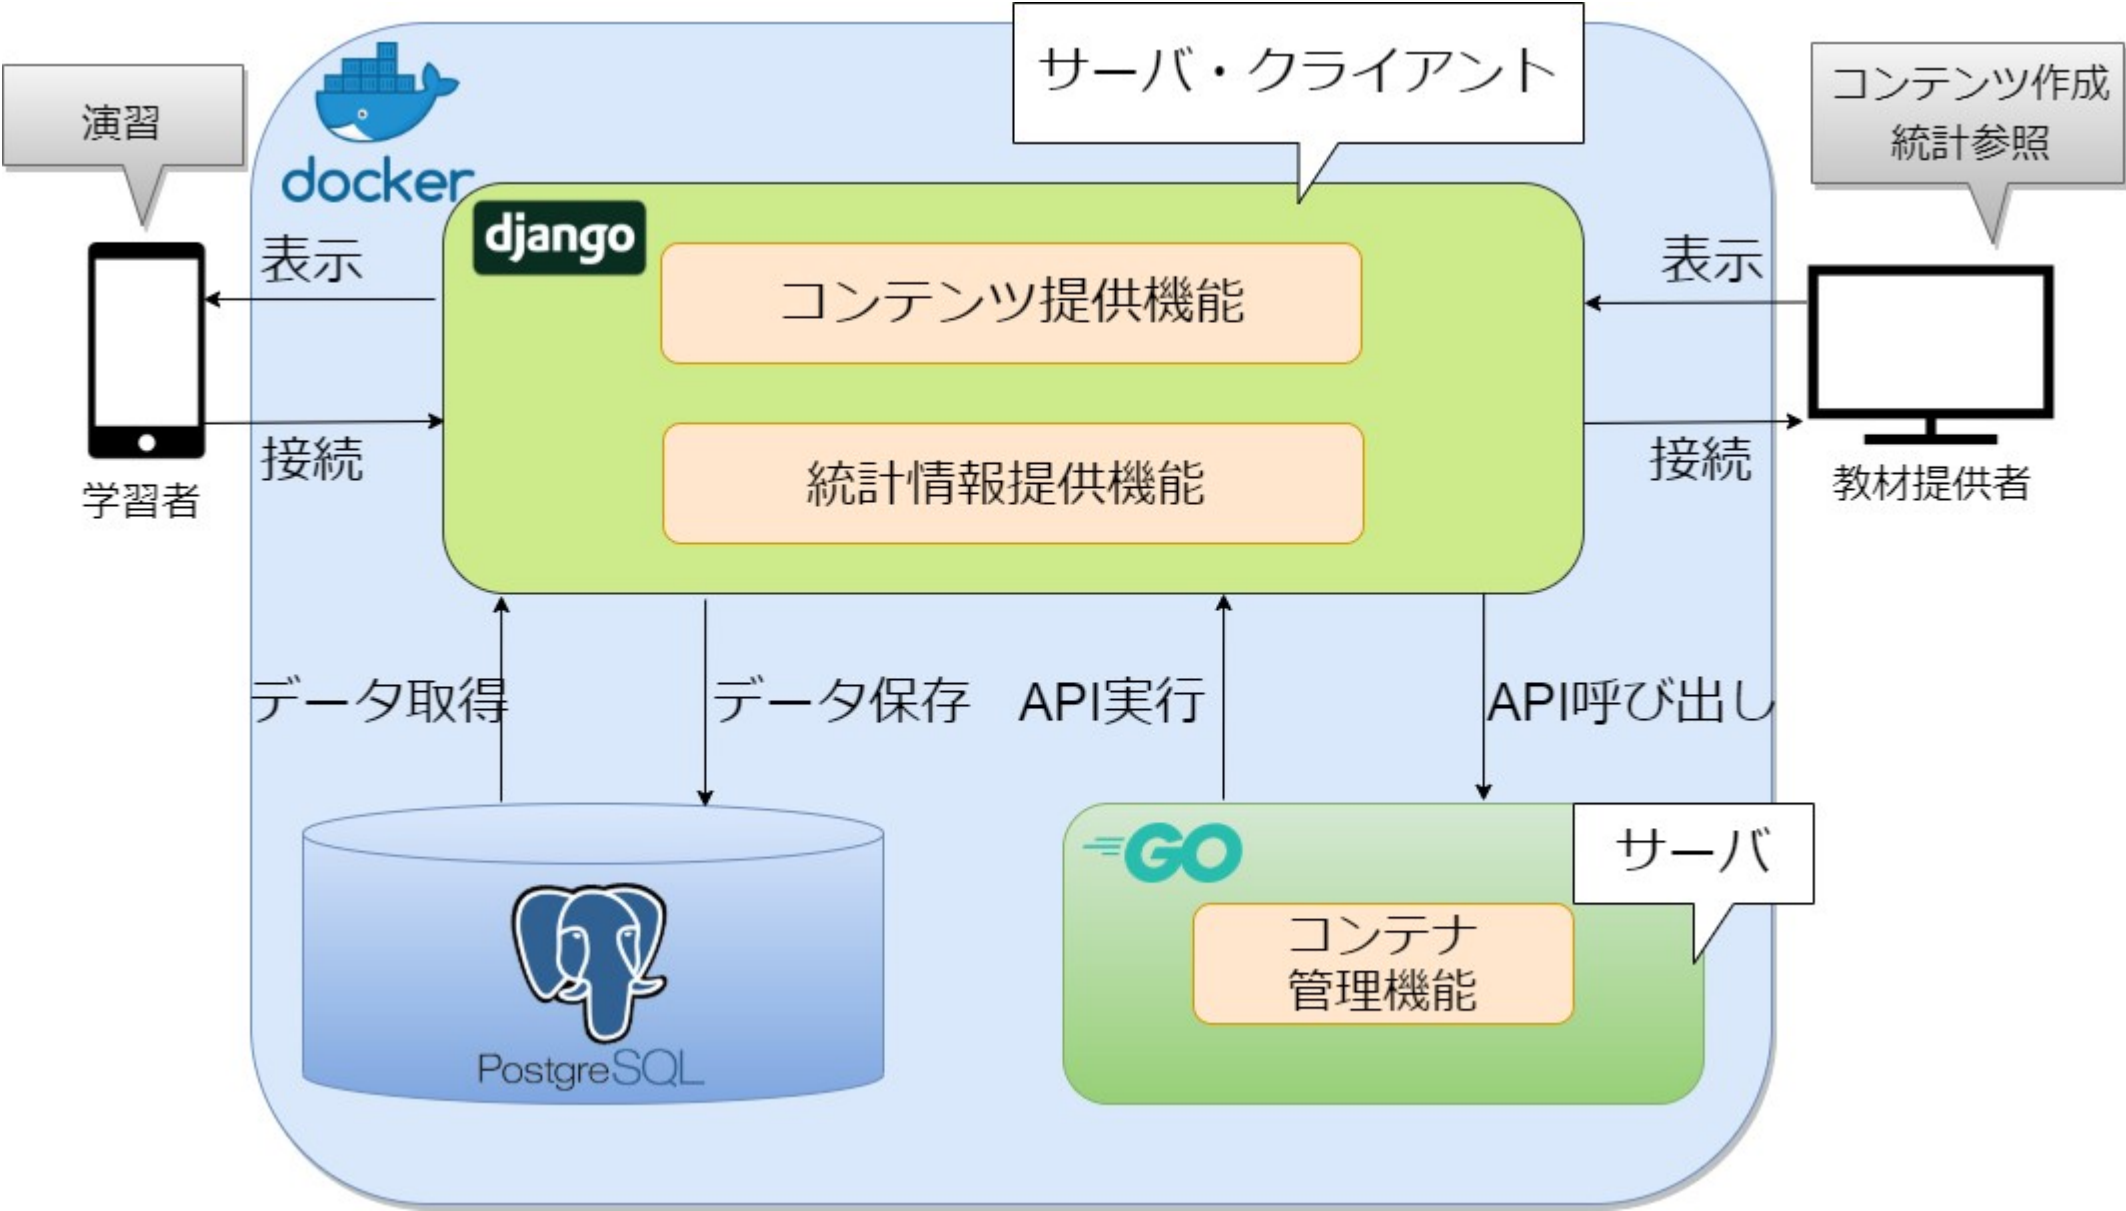 サーバ・クライアント
コンテンツ作成
統計参照
演習
docker
django
表示
コンテンツ提供機能
表示
接続
統計情報提供機能
接続
学習者
教材提供者
データ取得
データ保存
API実行
API呼び出し
GO
サーバ
コンテナ
管理機能
PostgreSQL